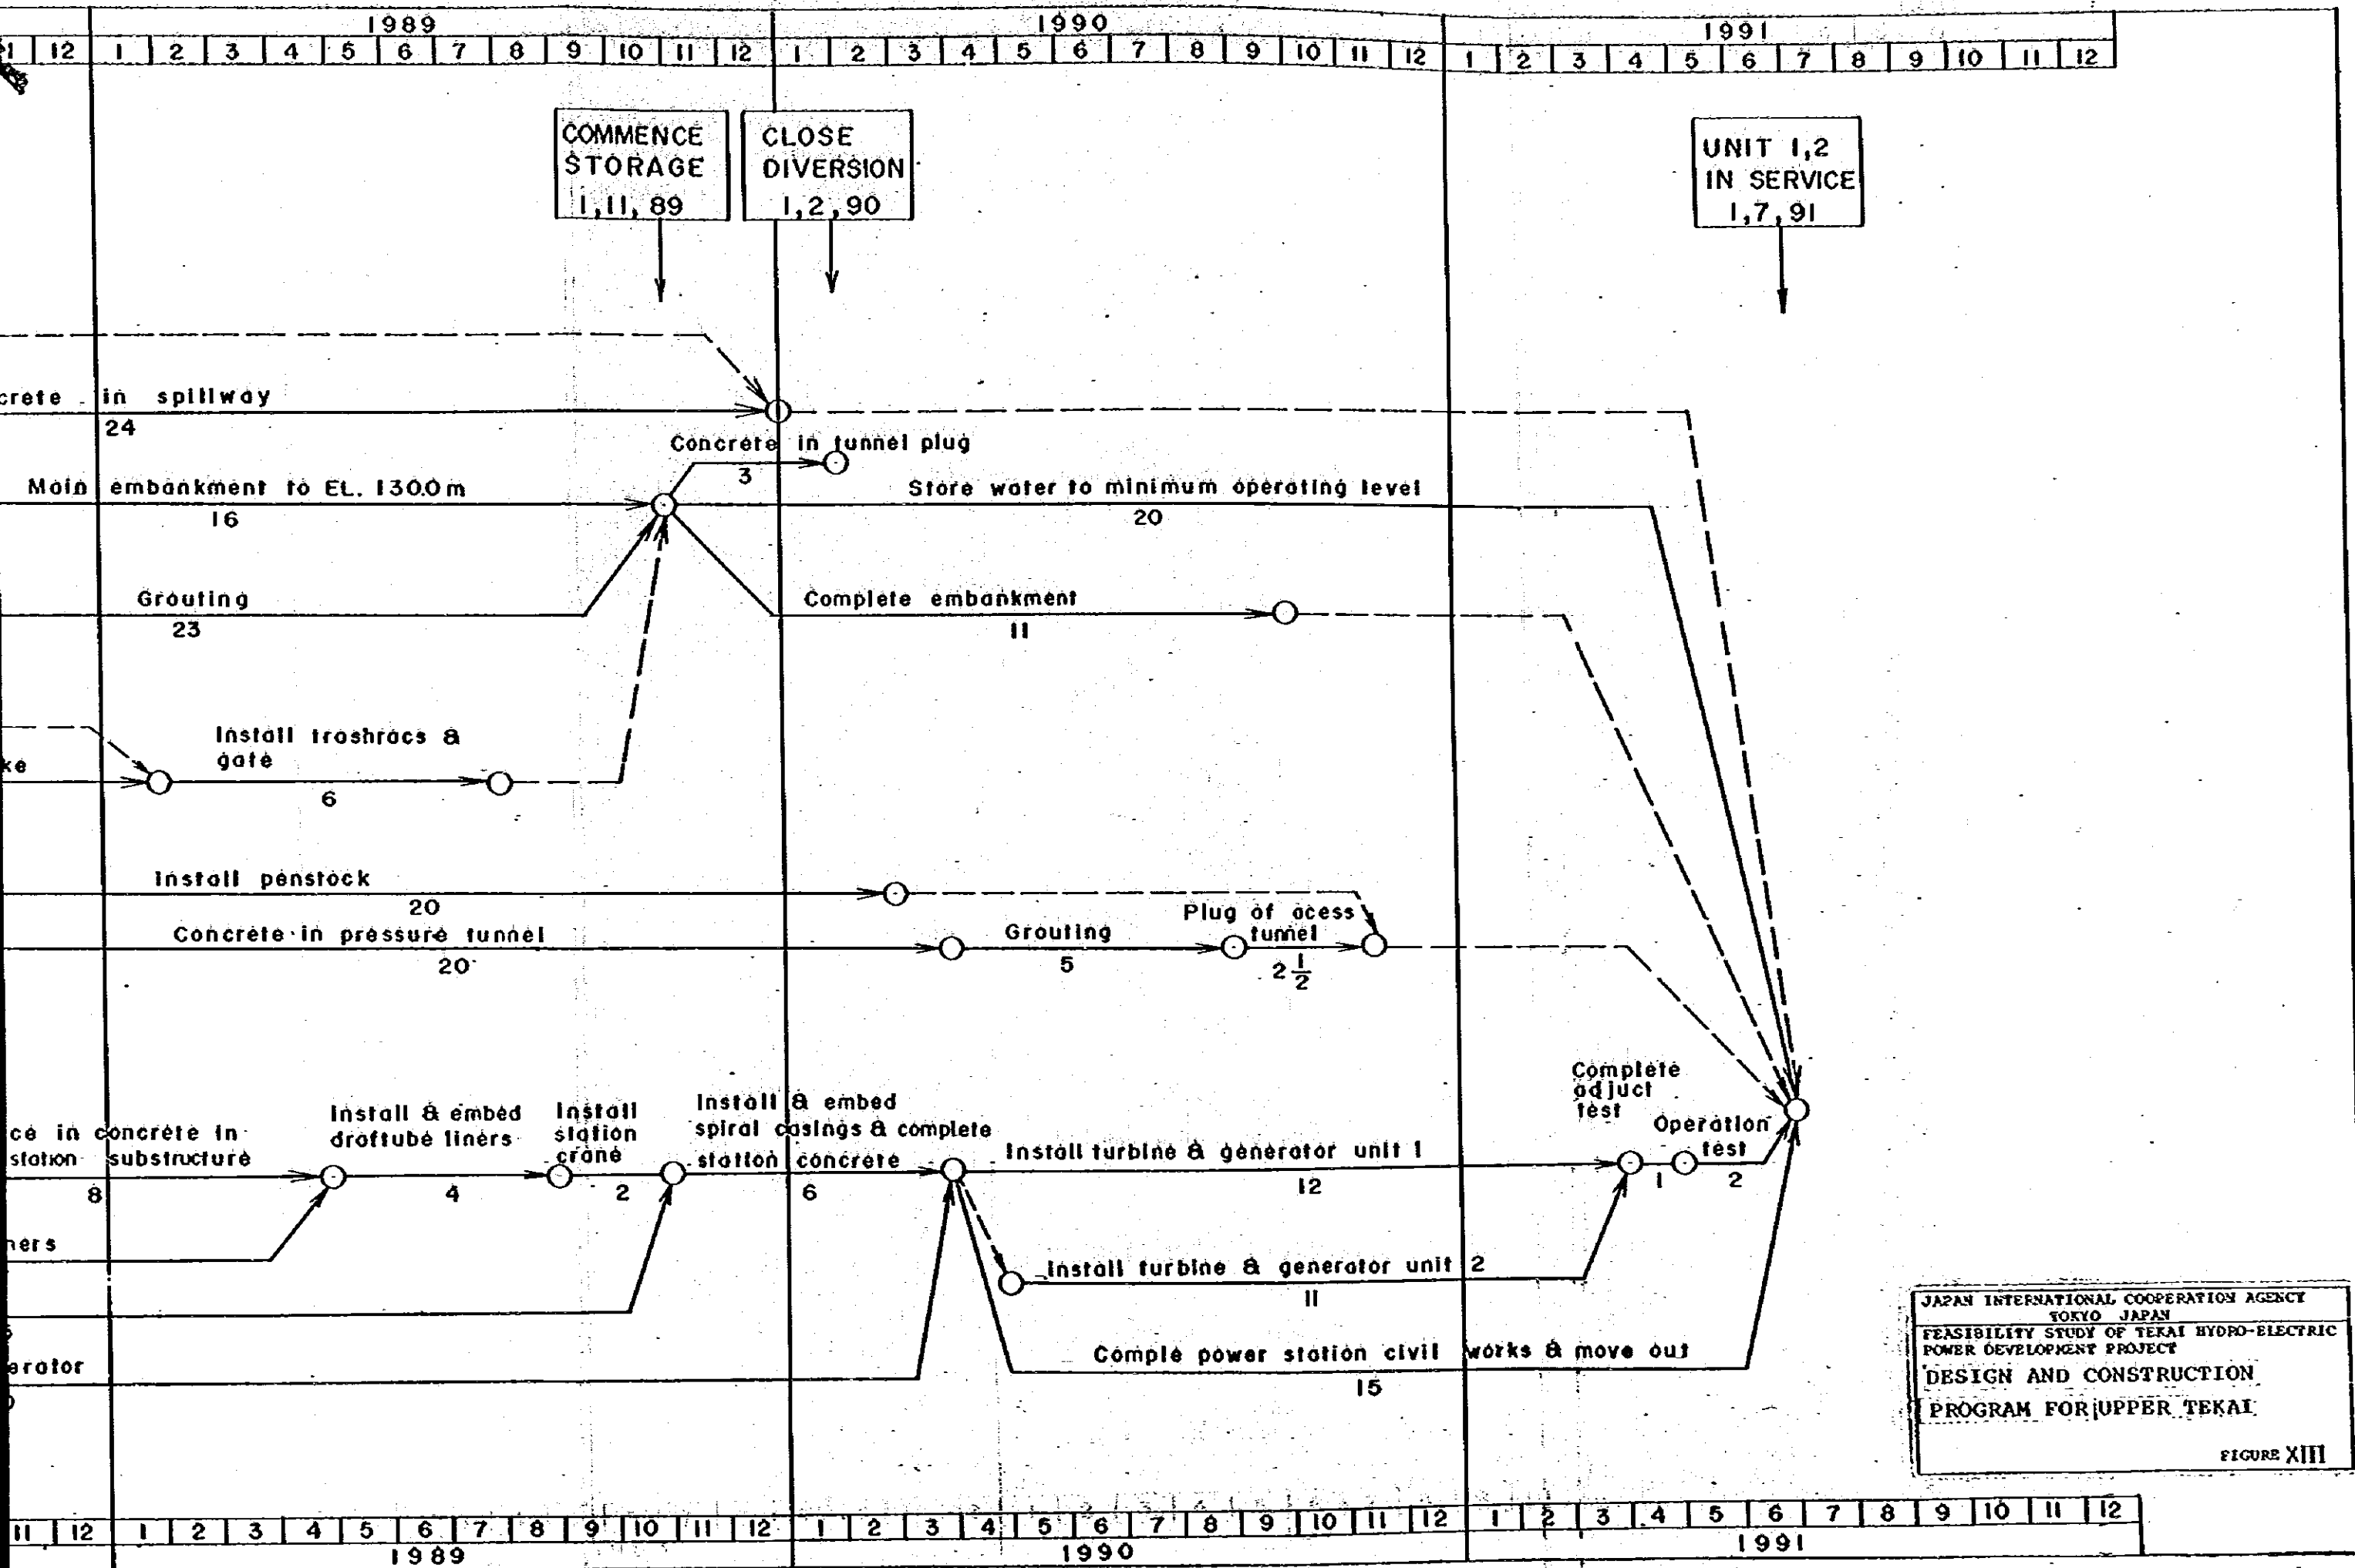 1989 1990 1991
12 1 2 3 4 5 6 7 8 9 10 11 12 1 2 3 4 5 6 7 8 9 10 11 12 1 2 3 4 5 6 7 8 9 10 11 12
COMMENCE
STORAGE
1,11,89
CLOSE
DIVERSION
1,2,90
UNIT 1,2
IN SERVICE
1,7,91
crete in spillway
24
Concrete in tunnel plug
3
Main embankment to EL. 130.0m
16
Store water to minimum operating level
20
Grouting
23
Complete embankment
11
Install trashracs &
gate
6
ke
Install penstock
20
Concrete in pressure tunnel
20
Grouting
5
Plug of acess
tunnel
2 1/2
ce in concrete in
station substructure
8
Install & embed
draftube liners
4
Install
station
crane
2
Install & embed
spiral casings & complete
station concrete
6
Install turbine & generator unit 1
12
Complete
adjuct
test
1
Operation
test
2
ners
Install turbine & generator unit 2
11
erator
Comple power station civil works & move out
15
JAPAN INTERNATIONAL COOPERATION AGENCY
TOKYO JAPAN
FEASIBILITY STUDY OF TEKAI HYDRO-ELECTRIC
POWER DEVELOPMENT PROJECT
DESIGN AND CONSTRUCTION
PROGRAM FOR UPPER TEKAI
FIGURE XIII
11 12 1 2 3 4 5 6 7 8 9 10 11 12 1 2 3 4 5 6 7 8 9 10 11 12 1 2 3 4 5 6 7 8 9 10 11 12
1989 1990 1991